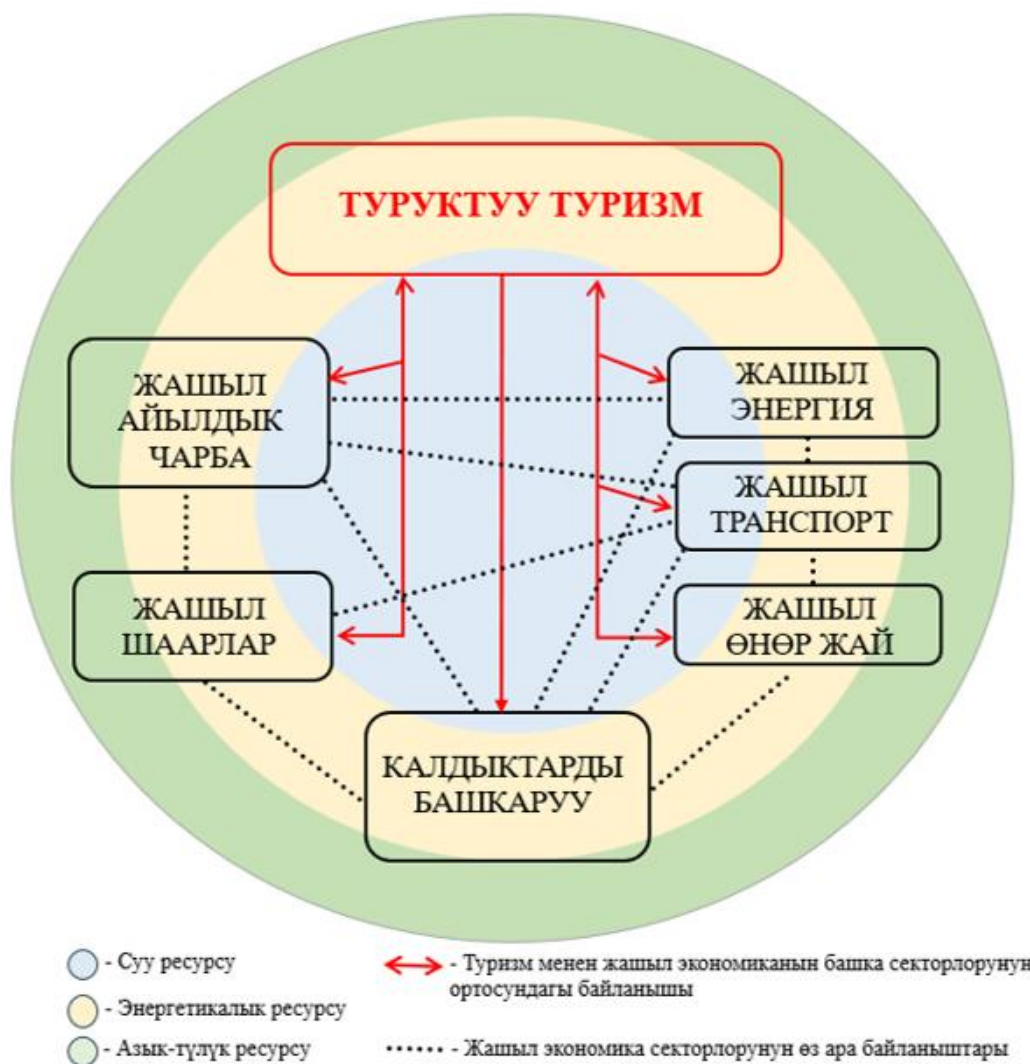 ТУРУКТУУ ТУРИЗМ
ЖАШЫЛ
АЙЫЛДЫК
ЧАРБА
ЖАШЫЛ
ЭНЕРГИЯ
ЖАШЫЛ
ТРАНСПОРТ
ЖАШЫЛ
ШААРЛАР
ЖАШЫЛ
ӨНӨР ЖАЙ
КАЛДЫКТАРДЫ
БАШКАРУУ
- Суу ресурсу
- Энергетикалык ресурсу
- Азык-түлүк ресурсу
- Туризм менен жашыл экономиканын башка секторлорунун
ортосундагы байланышы
- Жашыл экономика секторлорунун өз ара байланыштары